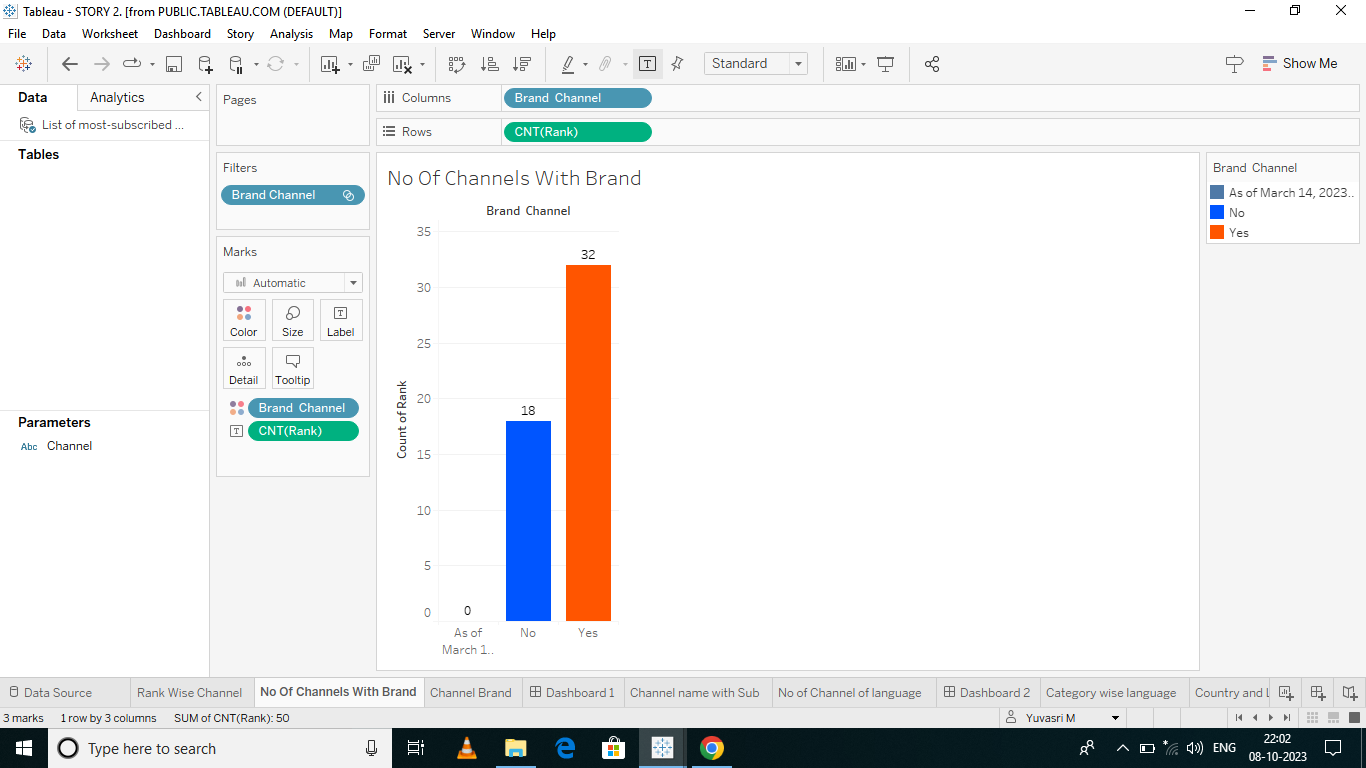 Tableau - STORY 2. [from PUBLIC.TABLEAU.COM (DEFAULT)]
File Data Worksheet Dashboard Story Analysis Map Format Server Window Help
Standard
Show Me
Data Analytics
List of most-subscribed ...
Tables
Parameters
Abc Channel
Pages
Filters
Brand Channel
Marks
Automatic
Color Size Label
Detail Tooltip
Brand Channel
CNT(Rank)
Columns Brand Channel
Rows CNT(Rank)
No Of Channels With Brand
Brand Channel
Count of Rank
35
30
25
20
15
10
5
0
0
18
32
As of
March 1..
No
Yes
Brand Channel
As of March 14, 2023..
No
Yes
Data Source Rank Wise Channel No Of Channels With Brand Channel Brand Dashboard 1 Channel name with Sub No of Channel of language Dashboard 2 Category wise language Country and L
3 marks 1 row by 3 columns SUM of CNT(Rank): 50 Yuvasri M
Type here to search
ENG
22:02
08-10-2023